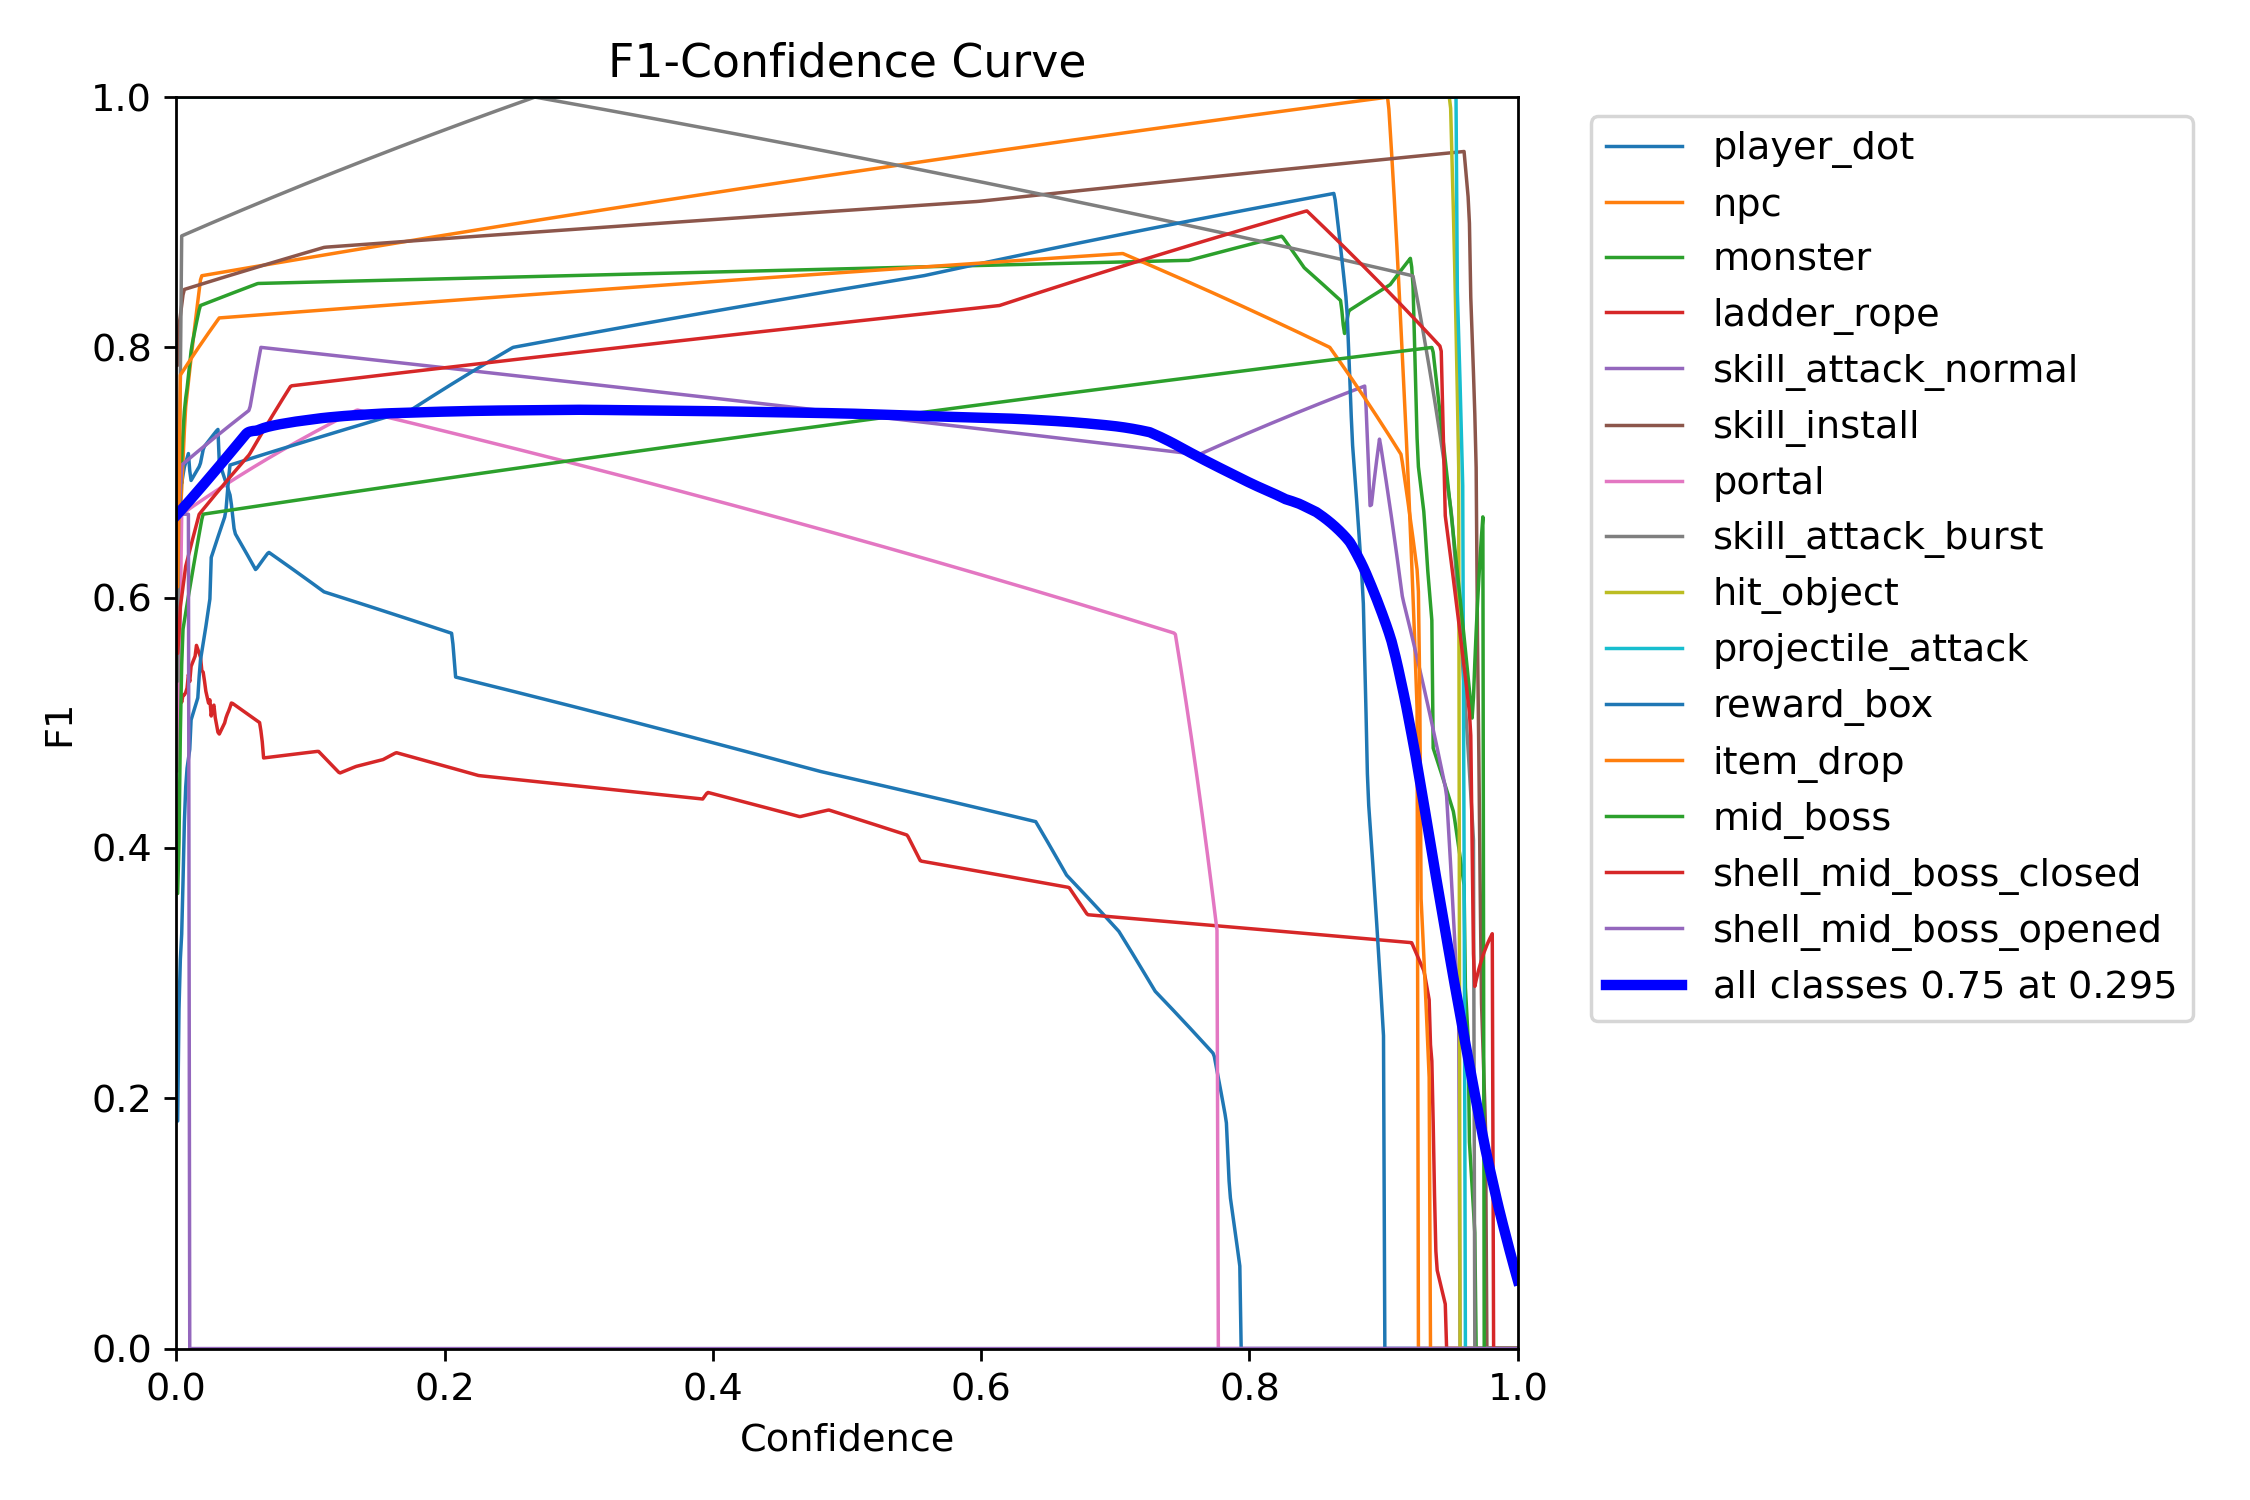 F1-Confidence Curve
1.0
0.8
0.6
0.4
0.2
0.0
F1
0.0 0.2 0.4 0.6 0.8 1.0
Confidence
player_dot
npc
monster
ladder_rope
skill_attack_normal
skill_install
portal
skill_attack_burst
hit_object
projectile_attack
reward_box
item_drop
mid_boss
shell_mid_boss_closed
shell_mid_boss_opened
all classes 0.75 at 0.295